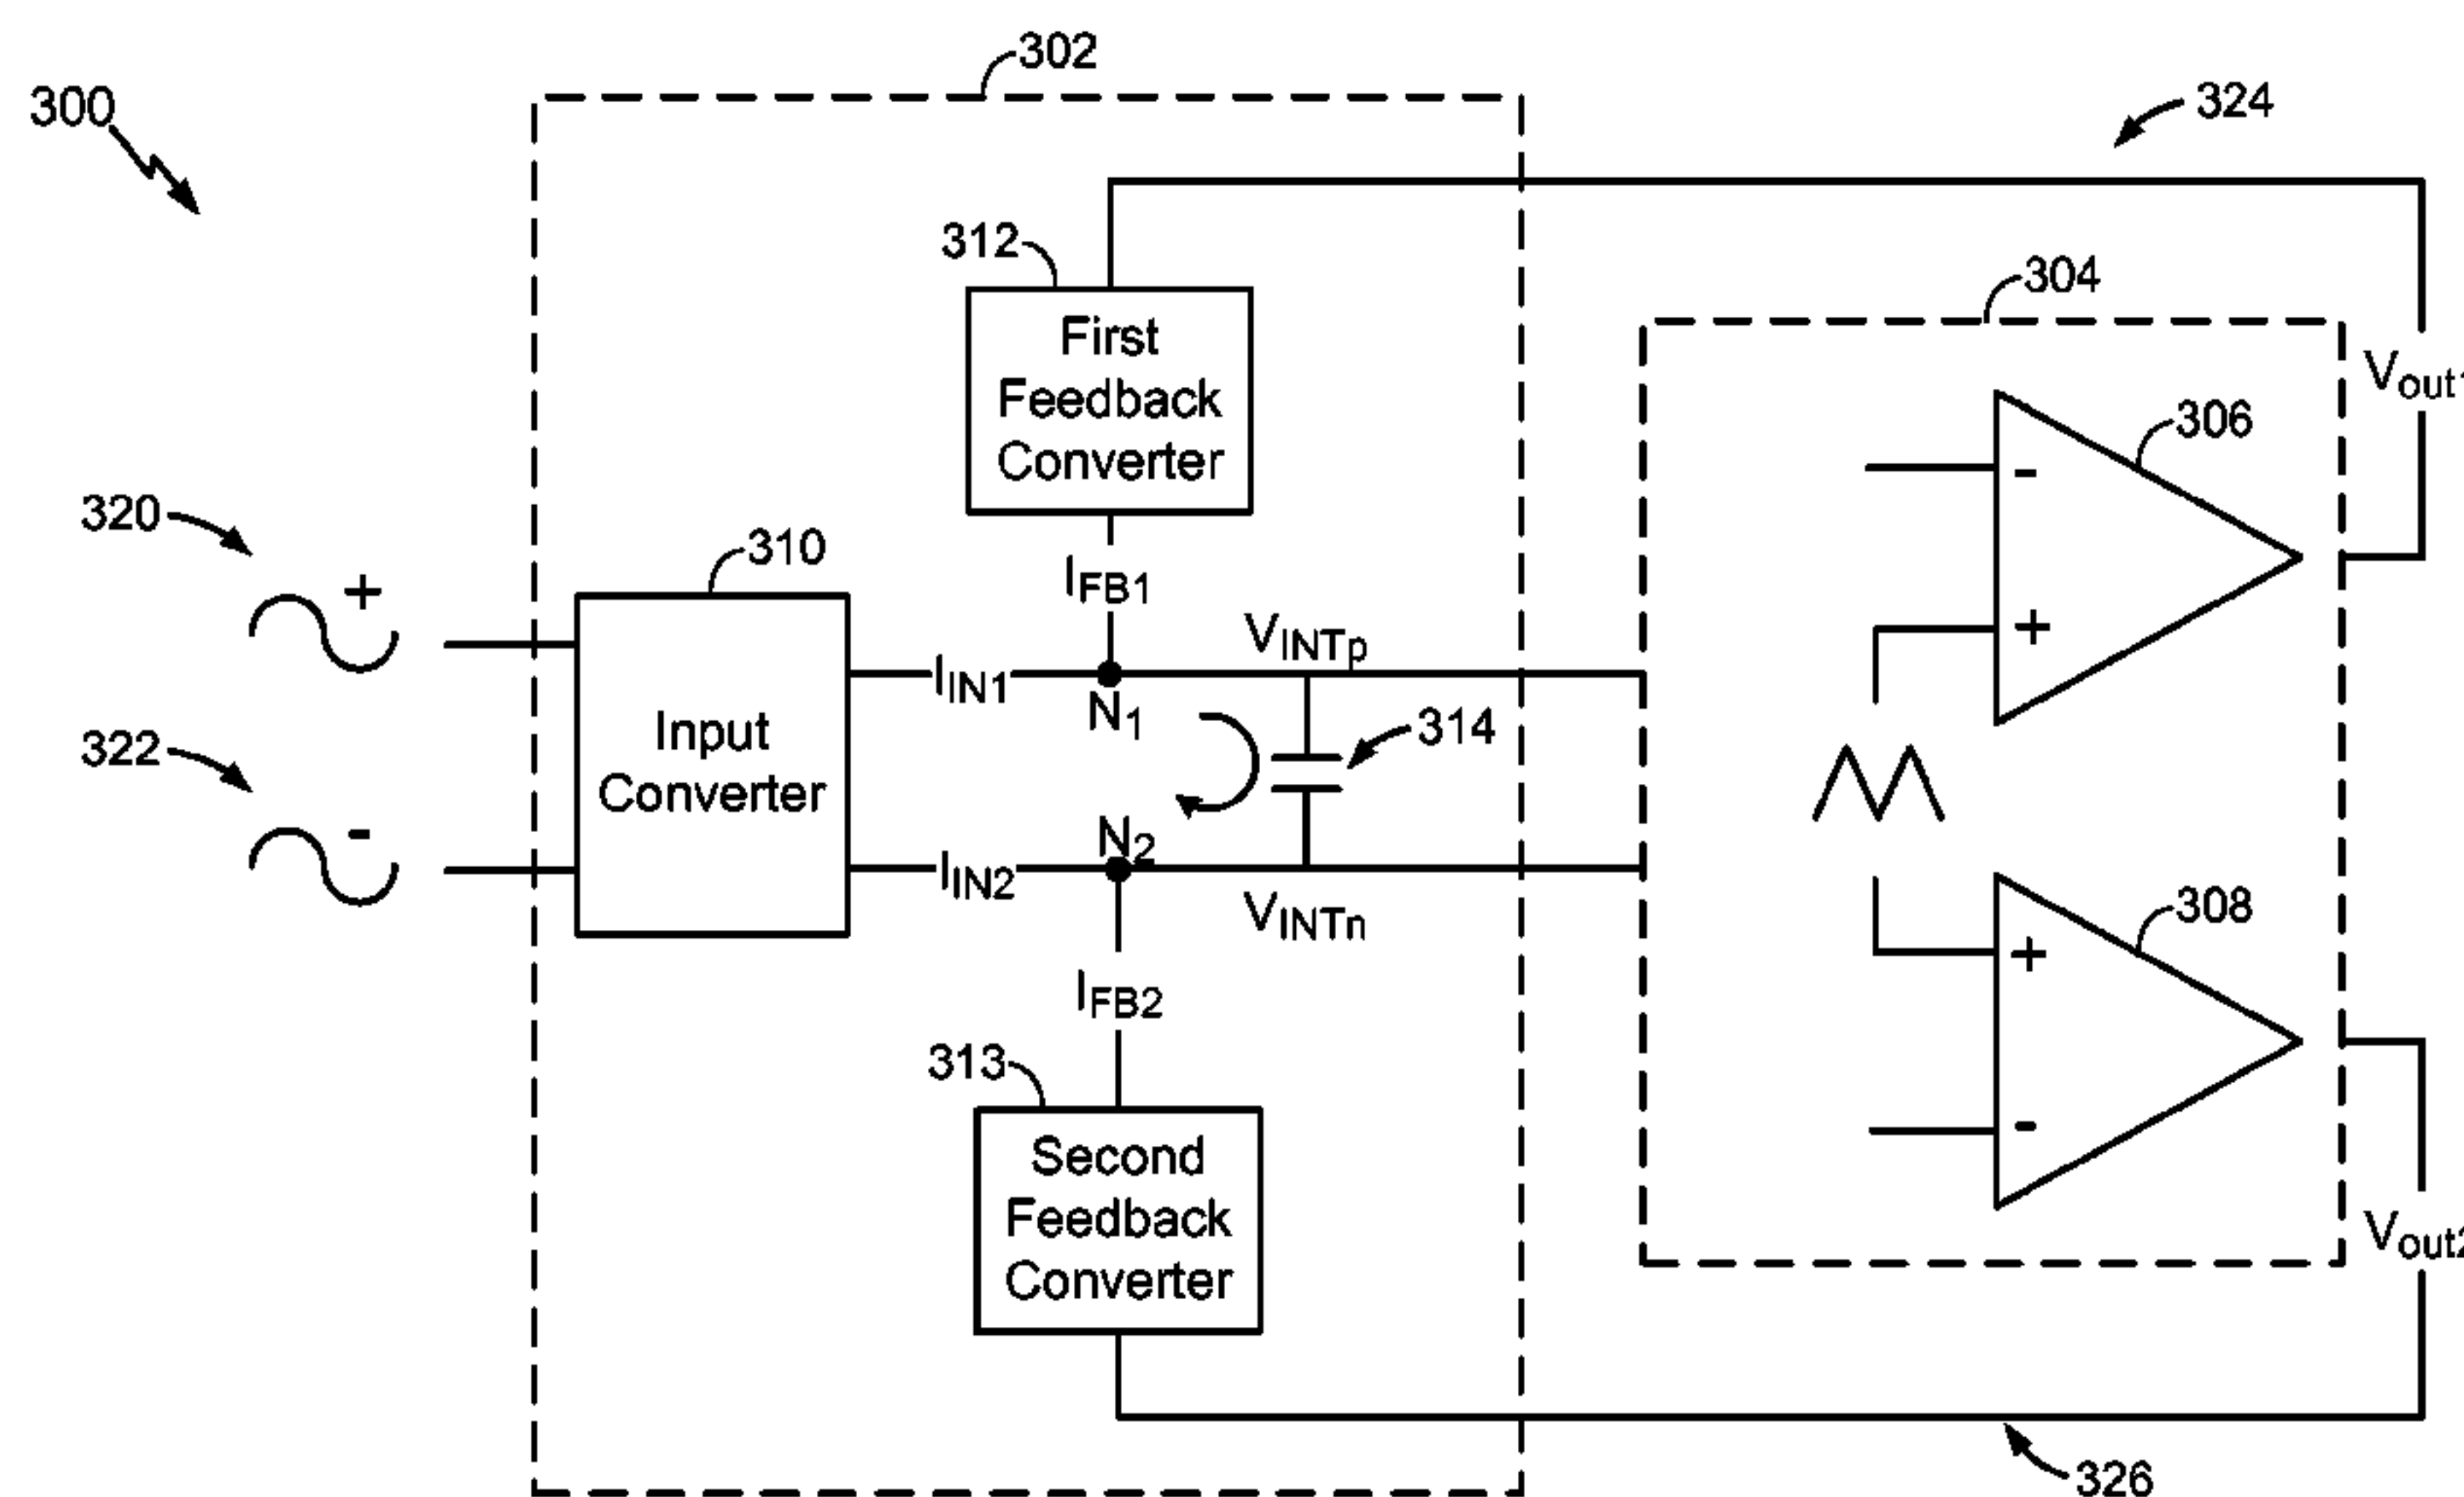 300
302
324
312
First
Feedback
Converter
304
Vout1
306
320
+
310
IFB1
VINTp
IIN1
N1
Input
Converter
314
322
-
N2
IIN2
VINTn
308
IFB2
313
Second
Feedback
Converter
-
+
+
-
Vout2
326